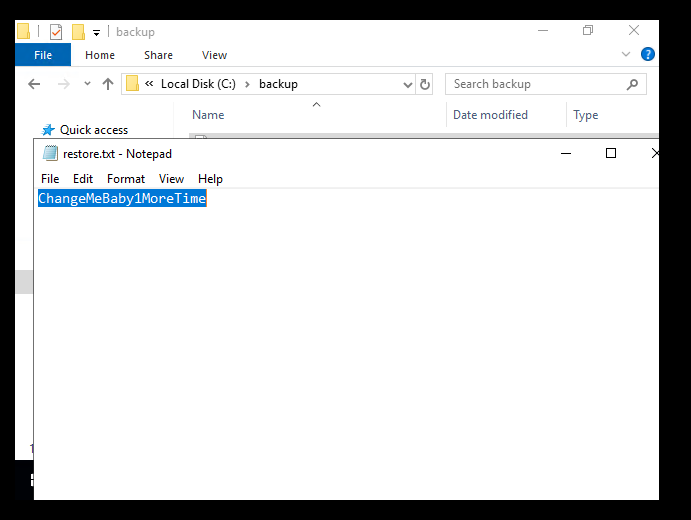 backup
File Home Share View
« Local Disk (C:) > backup Search backup
Name Date modified Type
Quick access
restore.txt - Notepad
File Edit Format View Help
ChangeMeBaby1MoreTime